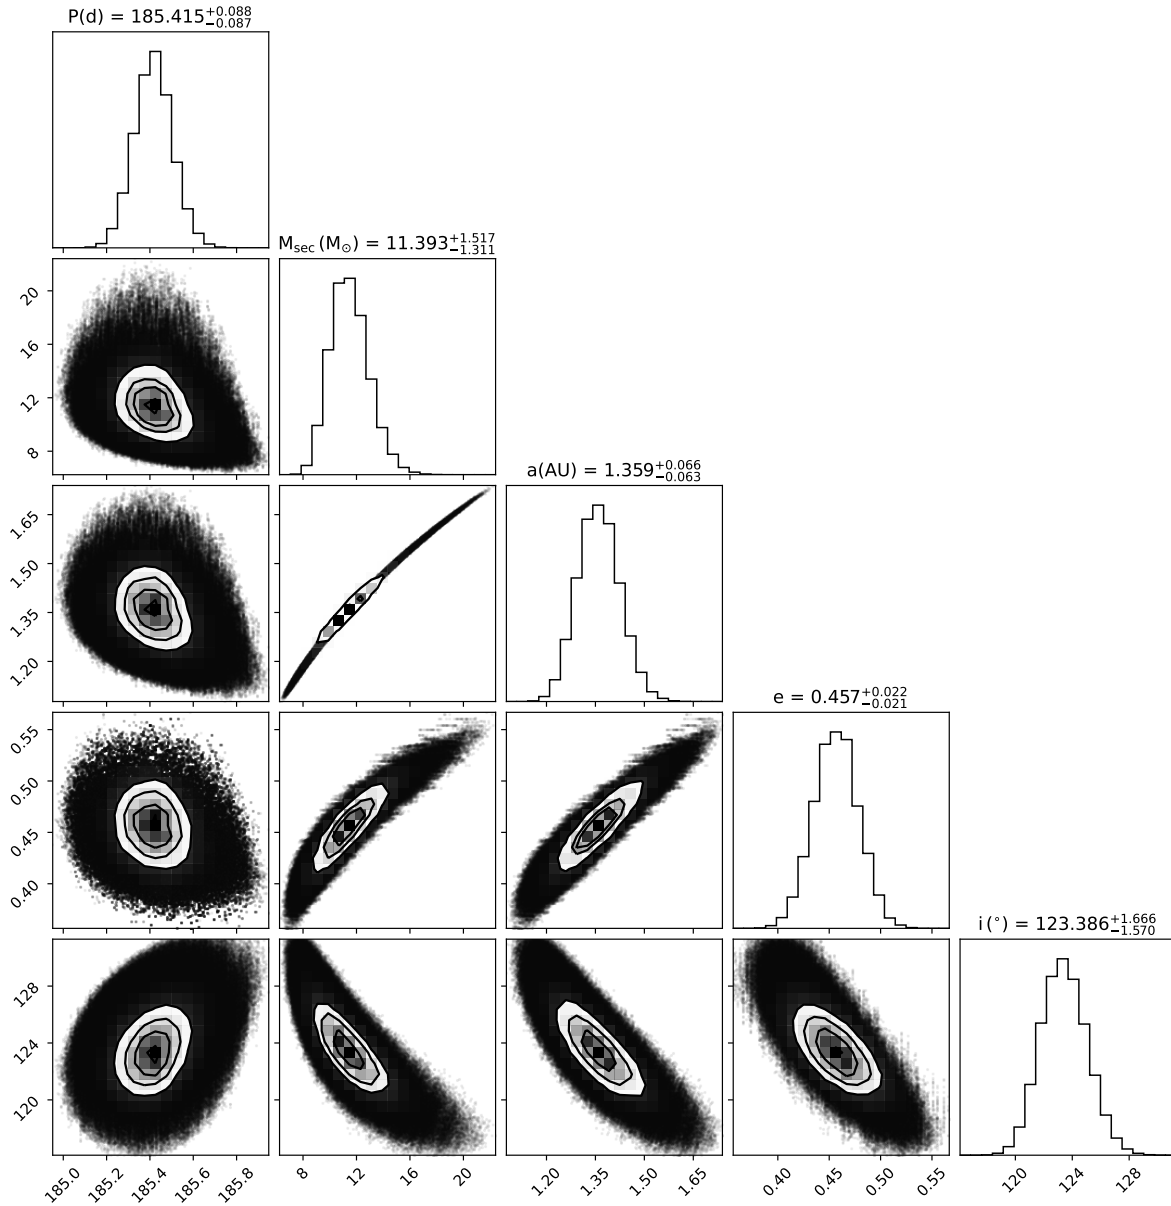 P(d) = 185.415+0.088−0.087
Msec (M⊙) = 11.393+1.517−1.311
20
16
12
8
a(AU) = 1.359+0.066−0.063
1.65
1.50
1.35
1.20
e = 0.457+0.022−0.021
0.55
0.50
0.45
0.40
i (°) = 123.386+1.666−1.570
128
124
120
185.0 185.2 185.4 185.6 185.8 8 12 16 20 1.20 1.35 1.50 1.65 0.40 0.45 0.50 0.55 120 124 128